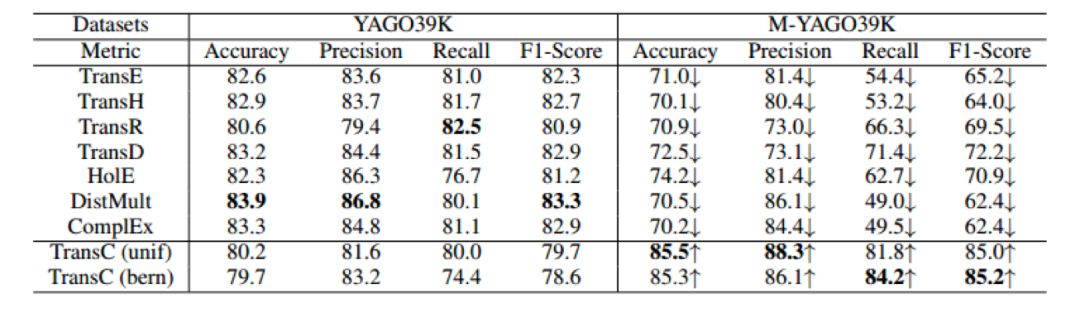 Datasets YAGO39K M-YAGO39K
Metric Accuracy Precision Recall F1-Score Accuracy Precision Recall F1-Score
TransE 82.6 83.6 81.0 82.3 71.0↓ 81.4↓ 54.4↓ 65.2↓
TransH 82.9 83.7 81.7 82.7 70.1↓ 80.4↓ 53.2↓ 64.0↓
TransR 80.6 79.4 82.5 80.9 70.9↓ 73.0↓ 66.3↓ 69.5↓
TransD 83.2 84.4 81.5 82.9 72.5↓ 73.1↓ 71.4↓ 72.2↓
HolE 82.3 86.3 76.7 81.2 74.2↓ 81.4↓ 62.7↓ 70.9↓
DistMult 83.9 86.8 80.1 83.3 70.5↓ 86.1↓ 49.0↓ 62.4↓
ComplEx 83.3 84.8 81.1 82.9 70.2↓ 84.4↓ 49.5↓ 62.4↓
TransC (unif) 80.2 81.6 80.0 79.7 85.5↑ 88.3↑ 81.8↑ 85.0↑
TransC (bern) 79.7 83.2 74.4 78.6 85.3↑ 86.1↑ 84.2↑ 85.2↑